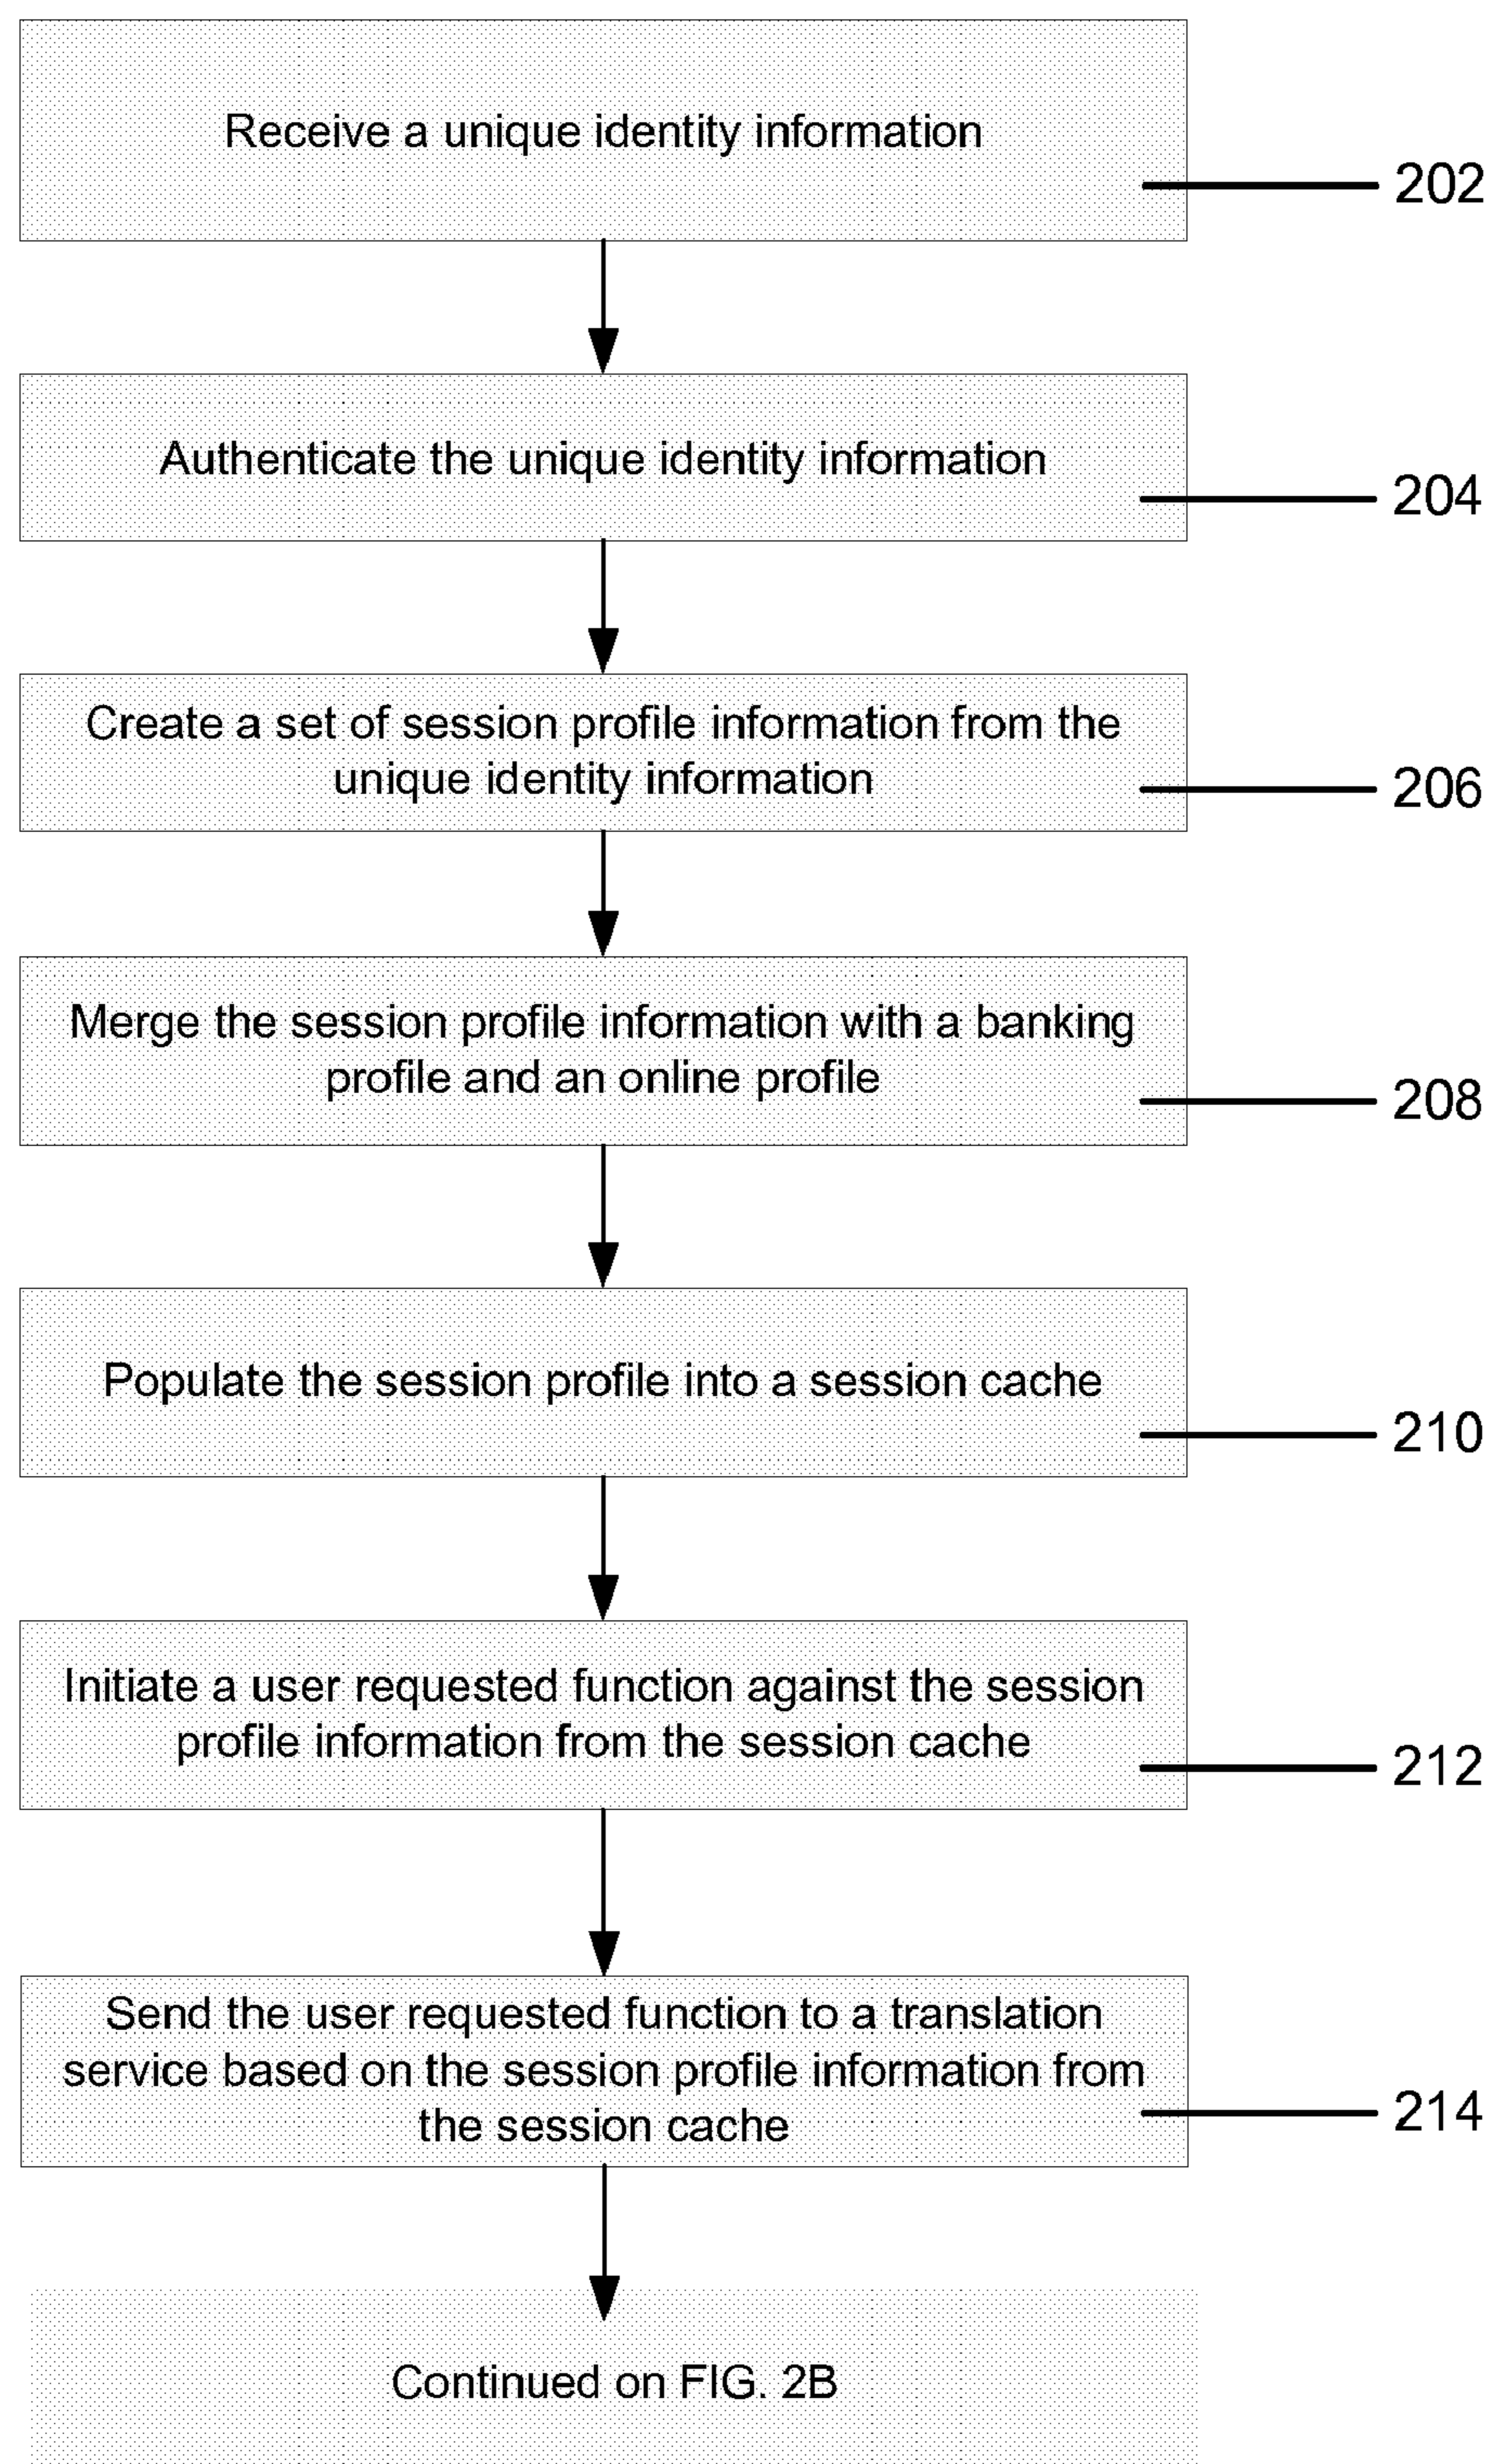 Receive a unique identity information
202
Authenticate the unique identity information
204
Create a set of session profile information from the
unique identity information
206
Merge the session profile information with a banking
profile and an online profile
208
Populate the session profile into a session cache
210
Initiate a user requested function against the session
profile information from the session cache
212
Send the user requested function to a translation
service based on the session profile information from
the session cache
214
Continued on FIG. 2B